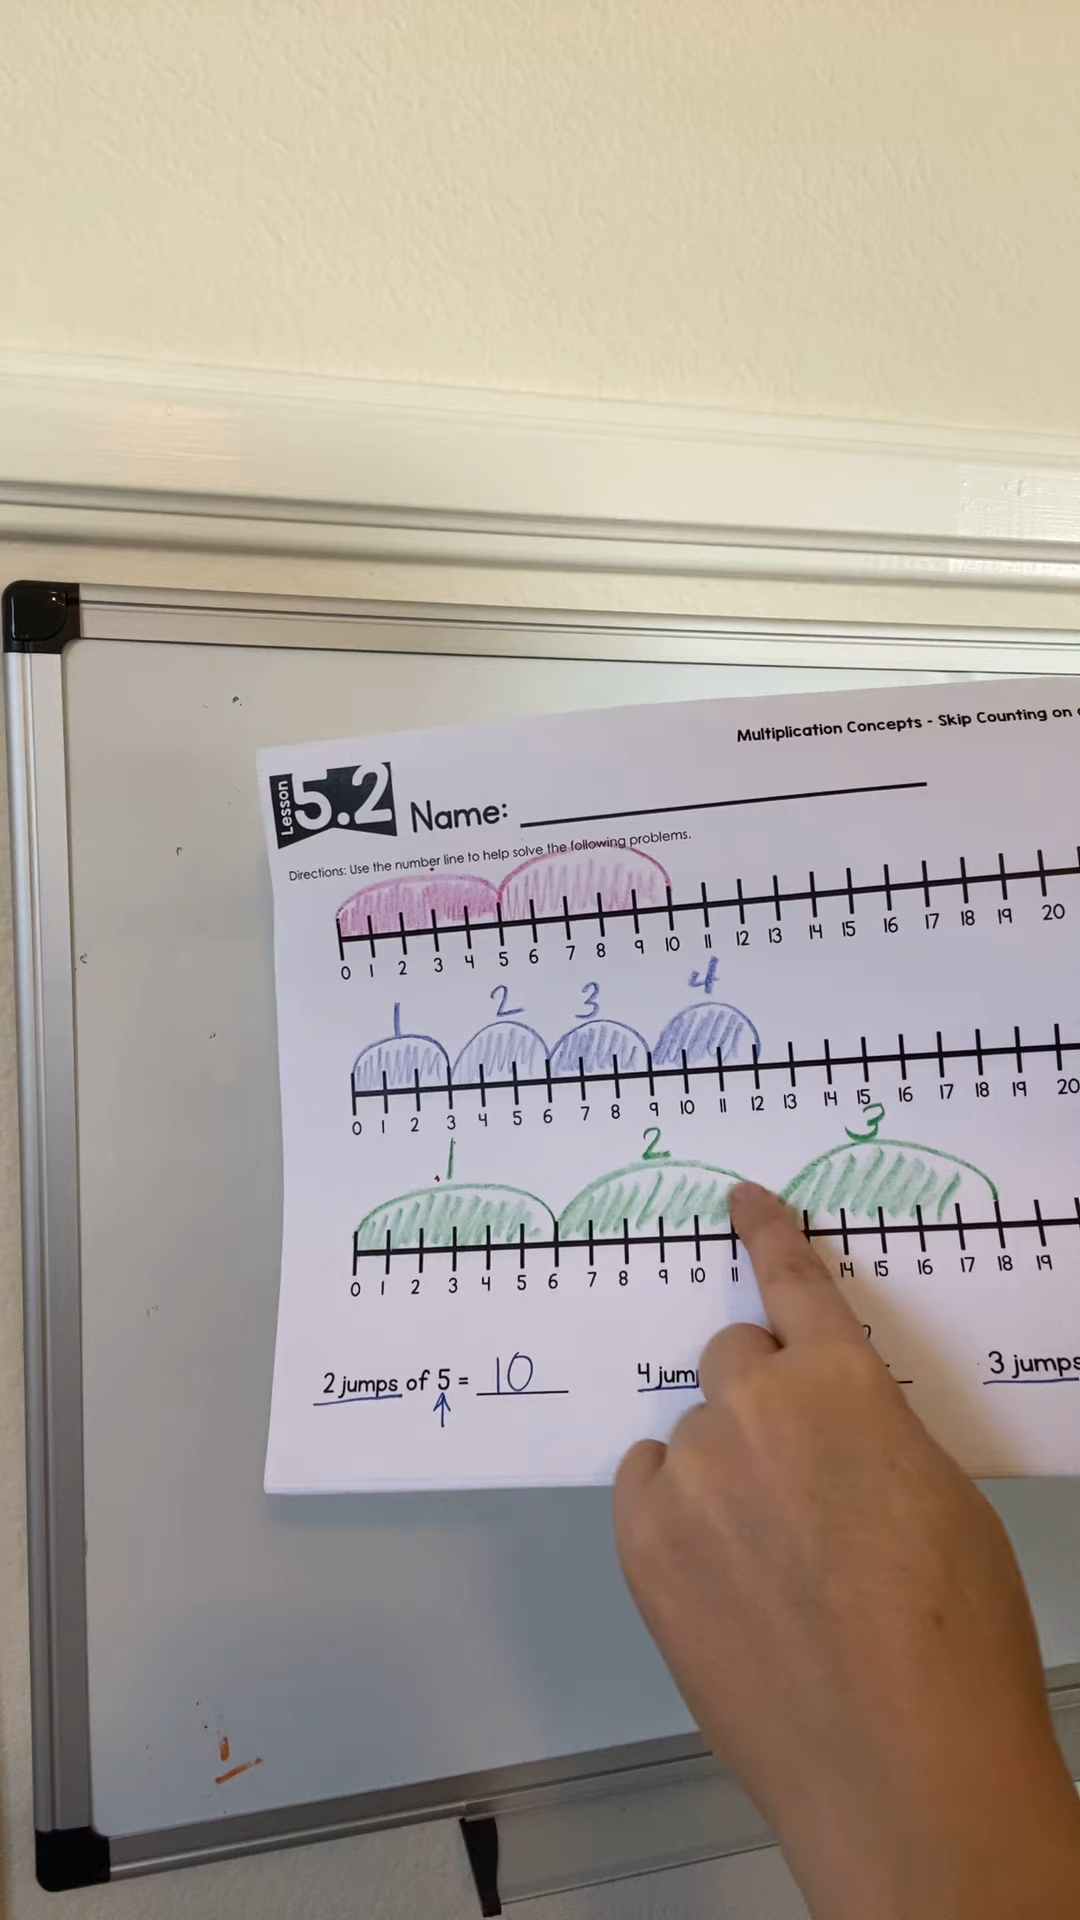 Multiplication Concepts - Skip Counting on
Lesson 5.2 Name:
Directions: Use the number line to help solve the following problems.
0 1 2 3 4 5 6 7 8 9 10 11 12 13 14 15 16 17 18 19 20
1 2 3 4
0 1 2 3 4 5 6 7 8 9 10 11 12 13 14 15 16 17 18 19 20
1 2 3
0 1 2 3 4 5 6 7 8 9 10 11 14 15 16 17 18 19
2 jumps of 5 = 10 4 3 jumps